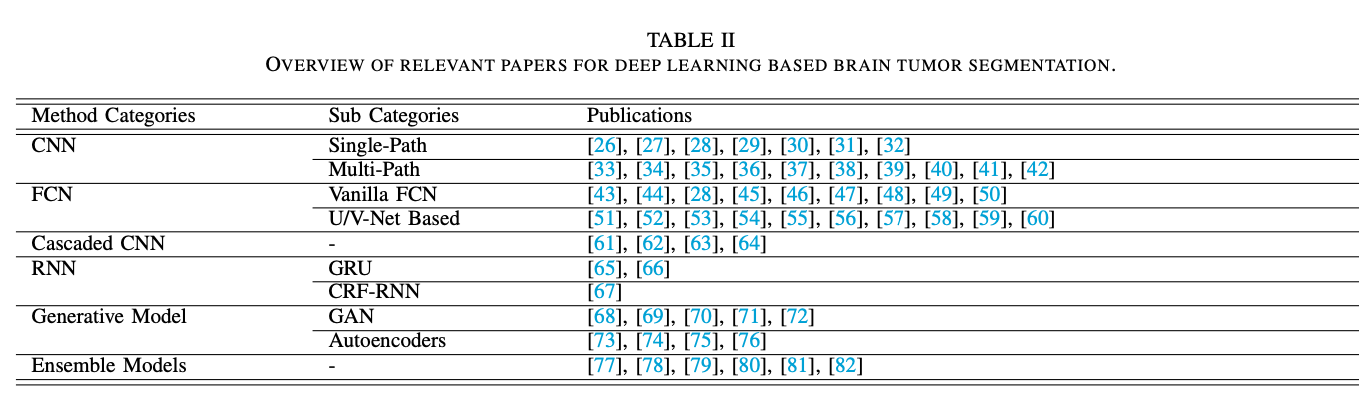 TABLE II
OVERVIEW OF RELEVANT PAPERS FOR DEEP LEARNING BASED BRAIN TUMOR SEGMENTATION.
Method Categories Sub Categories Publications
CNN Single-Path [26], [27], [28], [29], [30], [31], [32]
Multi-Path [33], [34], [35], [36], [37], [38], [39], [40], [41], [42]
FCN Vanilla FCN [43], [44], [28], [45], [46], [47], [48], [49], [50]
U/V-Net Based [51], [52], [53], [54], [55], [56], [57], [58], [59], [60]
Cascaded CNN - [61], [62], [63], [64]
RNN GRU [65], [66]
CRF-RNN [67]
Generative Model GAN [68], [69], [70], [71], [72]
Autoencoders [73], [74], [75], [76]
Ensemble Models - [77], [78], [79], [80], [81], [82]